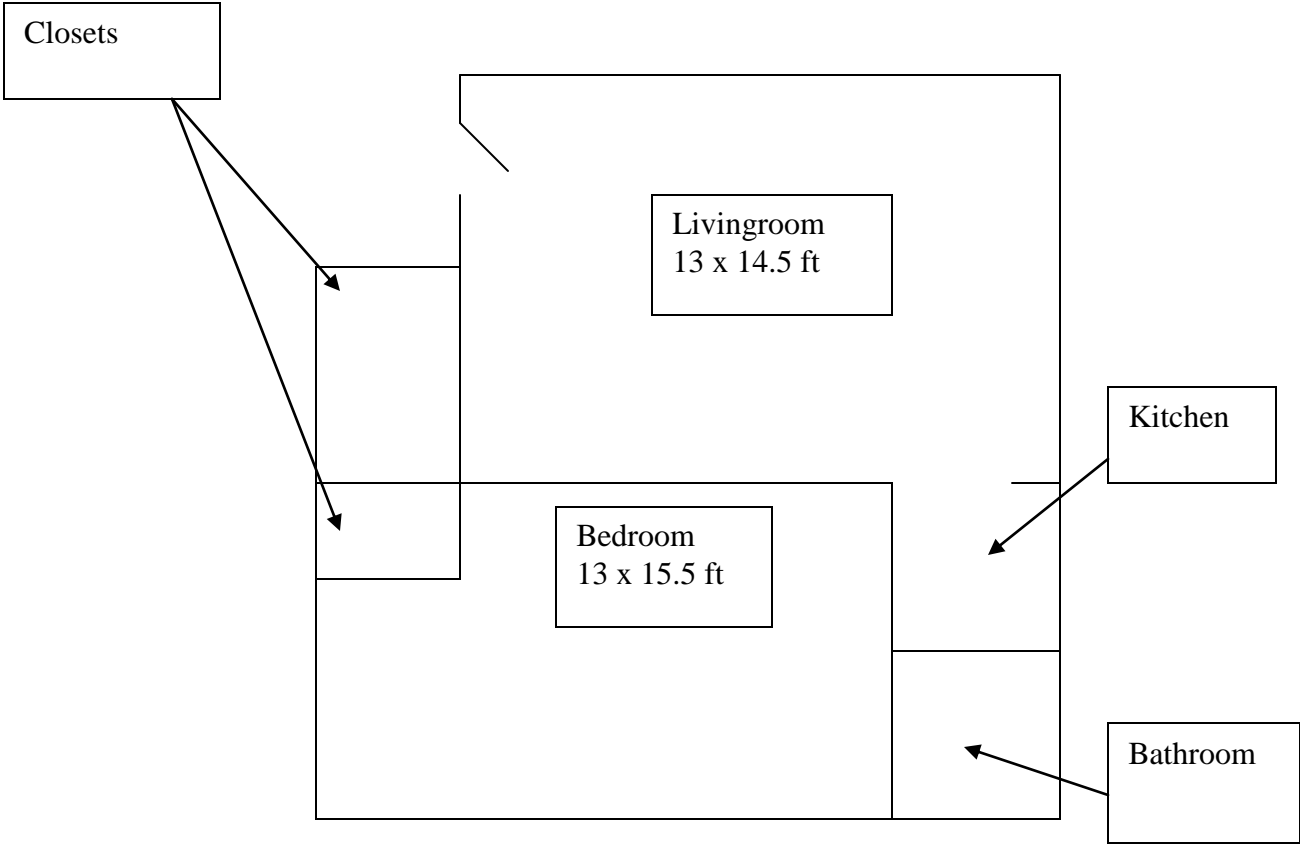 Closets
Livingroom
13 x 14.5 ft
Kitchen
Bedroom
13 x 15.5 ft
Bathroom